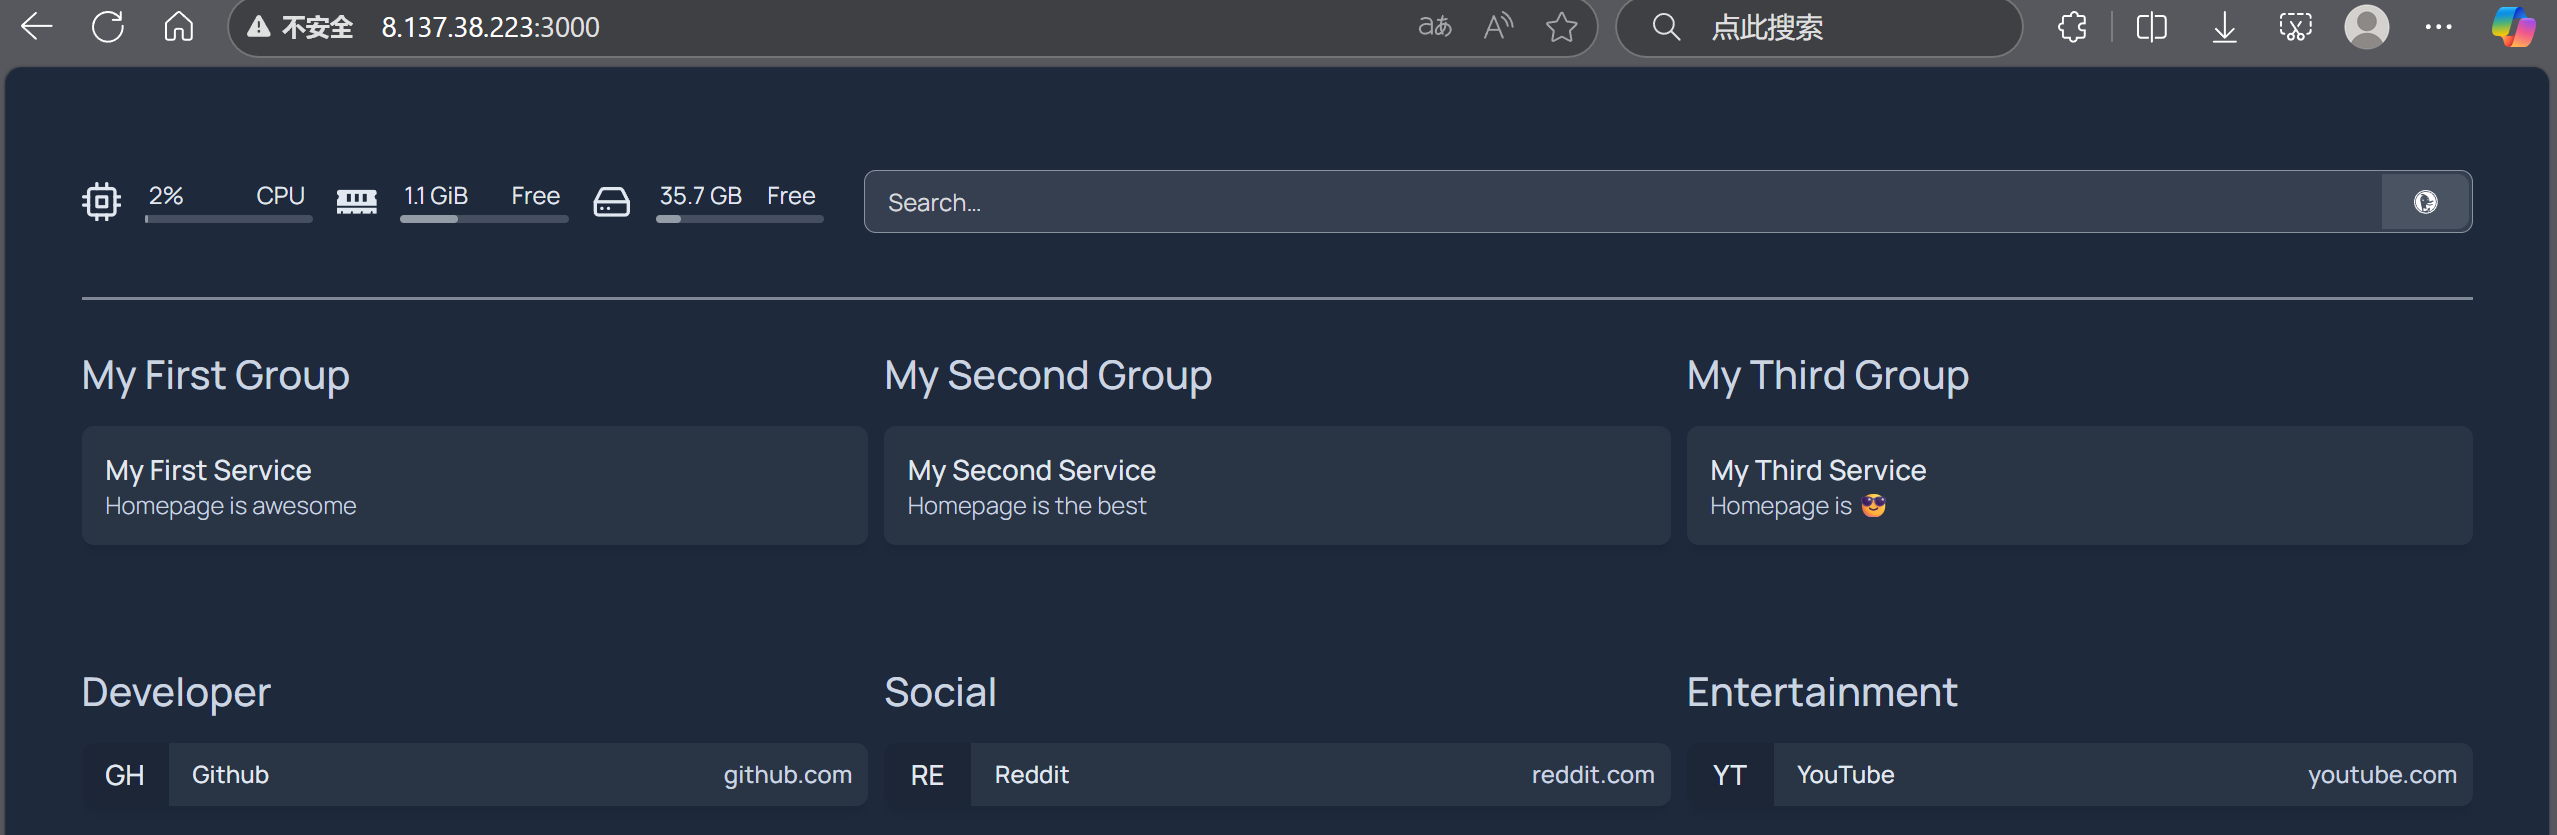 不安全 8.137.38.223:3000 aあ A 点此搜索
2% CPU 1.1 GiB Free 35.7 GB Free Search...
My First Group My Second Group My Third Group
My First Service My Second Service My Third Service
Homepage is awesome Homepage is the best Homepage is 😎
Developer Social Entertainment
GH Github github.com RE Reddit reddit.com YT YouTube youtube.com